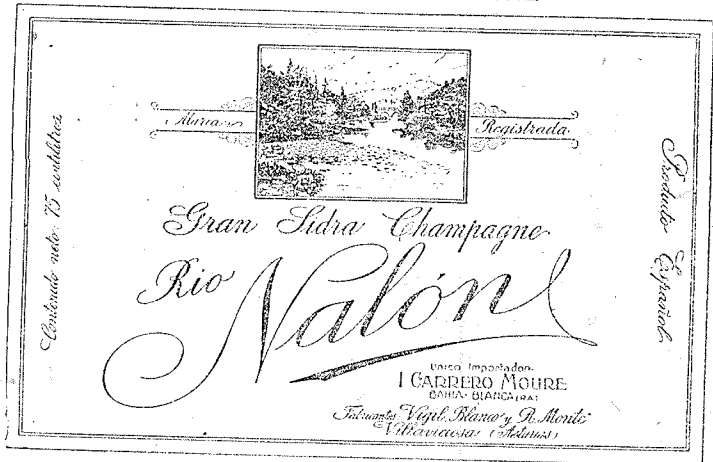 Marca Registrada
Contenido neto 75 centilitros
Gran Sidra Champagne
Rio Nalón
Producto Español
Unico Importador
I CARRERO MOURE
BAHIA BLANCA (RA)
Fabricantes Vigil Blanco y R. Monte
Villaviciosa (Asturias)